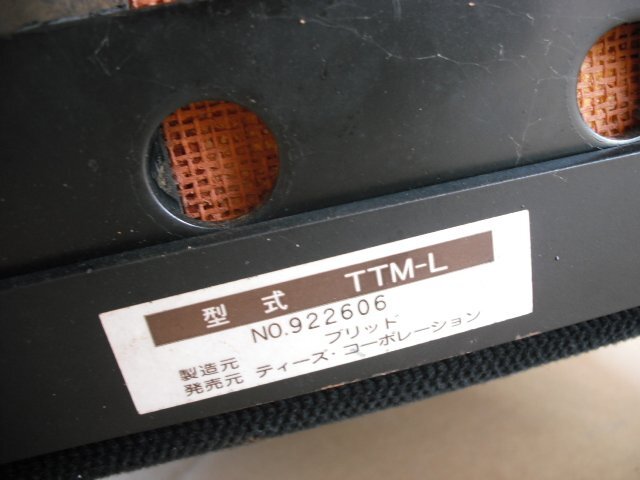 型式 TTM-L
NO.922606
製造元 ブリッド
発売元 ティーズ・コーポレーション